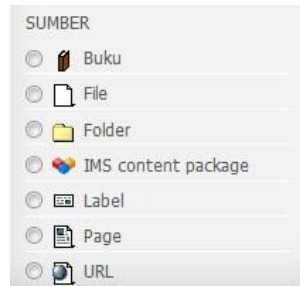 SUMBER
Buku
File
Folder
IMS content package
Label
Page
URL